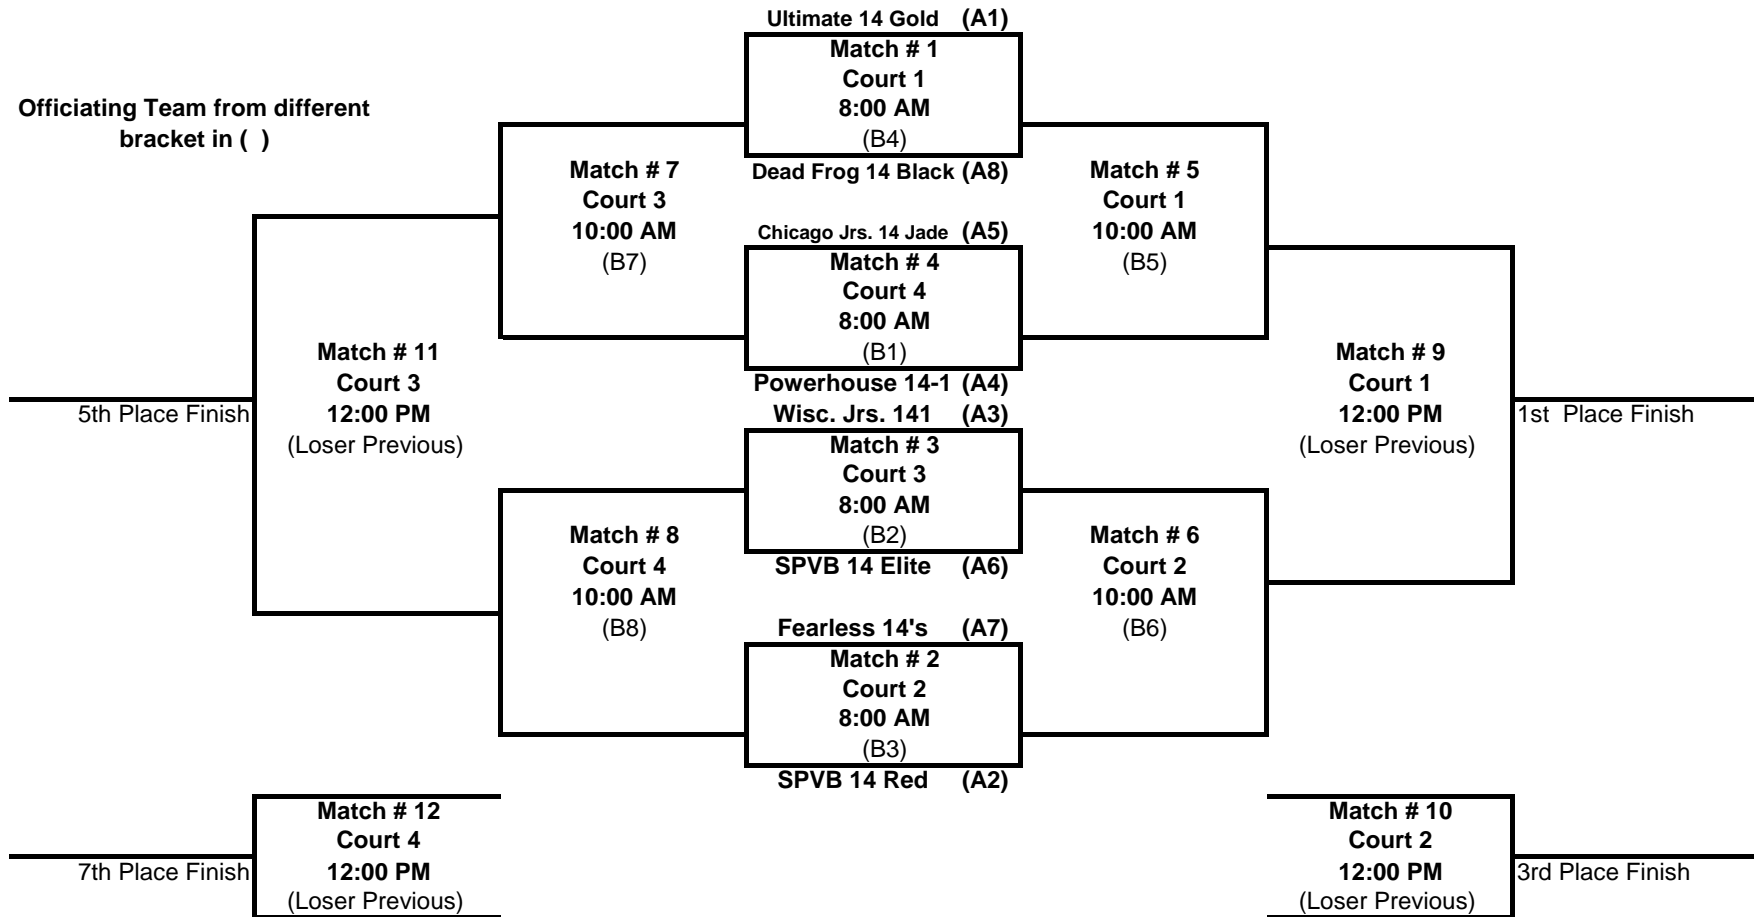 Ultimate 14 Gold (A1)
Match # 1
Court 1
8:00 AM
(B4)
Dead Frog 14 Black (A8)
Officiating Team from different
bracket in ( )
Match # 7
Court 3
10:00 AM
(B7)
Match # 5
Court 1
10:00 AM
(B5)
Chicago Jrs. 14 Jade (A5)
Match # 4
Court 4
8:00 AM
(B1)
Powerhouse 14-1 (A4)
Match # 11
Court 3
12:00 PM
(Loser Previous)
5th Place Finish
Match # 9
Court 1
12:00 PM
(Loser Previous)
1st Place Finish
Wisc. Jrs. 141 (A3)
Match # 3
Court 3
8:00 AM
(B2)
SPVB 14 Elite (A6)
Match # 8
Court 4
10:00 AM
(B8)
Match # 6
Court 2
10:00 AM
(B6)
Fearless 14's (A7)
Match # 2
Court 2
8:00 AM
(B3)
SPVB 14 Red (A2)
Match # 12
Court 4
12:00 PM
(Loser Previous)
7th Place Finish
Match # 10
Court 2
12:00 PM
(Loser Previous)
3rd Place Finish